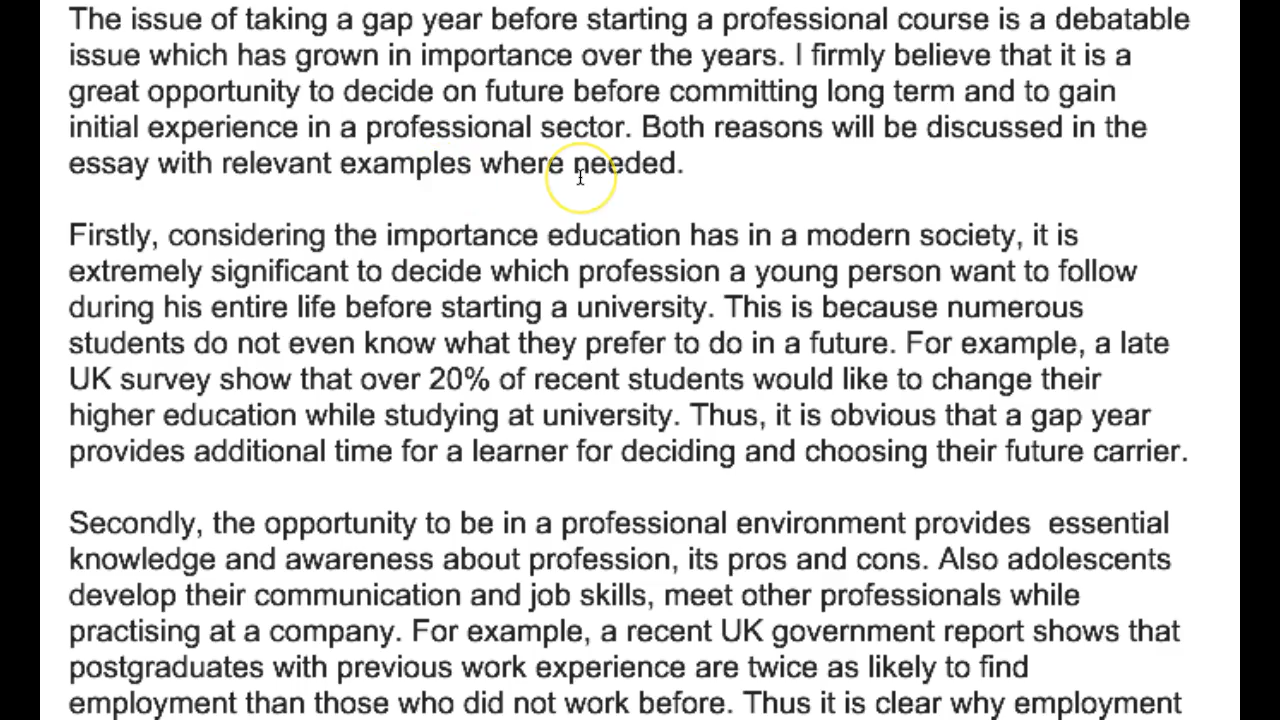 The issue of taking a gap year before starting a professional course is a debatable
issue which has grown in importance over the years. I firmly believe that it is a
great opportunity to decide on future before committing long term and to gain
initial experience in a professional sector. Both reasons will be discussed in the
essay with relevant examples where needed.
Firstly, considering the importance education has in a modern society, it is
extremely significant to decide which profession a young person want to follow
during his entire life before starting a university. This is because numerous
students do not even know what they prefer to do in a future. For example, a late
UK survey show that over 20% of recent students would like to change their
higher education while studying at university. Thus, it is obvious that a gap year
provides additional time for a learner for deciding and choosing their future carrier.
Secondly, the opportunity to be in a professional environment provides  essential
knowledge and awareness about profession, its pros and cons. Also adolescents
develop their communication and job skills, meet other professionals while
practising at a company. For example, a recent UK government report shows that
postgraduates with previous work experience are twice as likely to find
employment than those who did not work before. Thus it is clear why employment